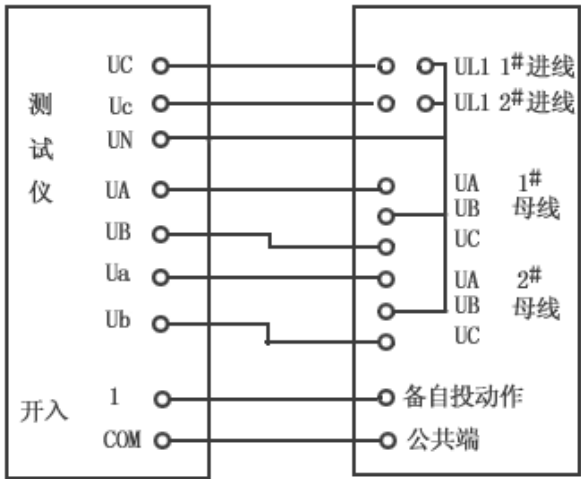 测试仪
UC
Uc
UN
UA
UB
Ua
Ub
开入 1
COM
UL1 1#进线
UL1 2#进线
UA 1#
UB 母线
UC
UA 2#
UB 母线
UC
备自投动作
公共端